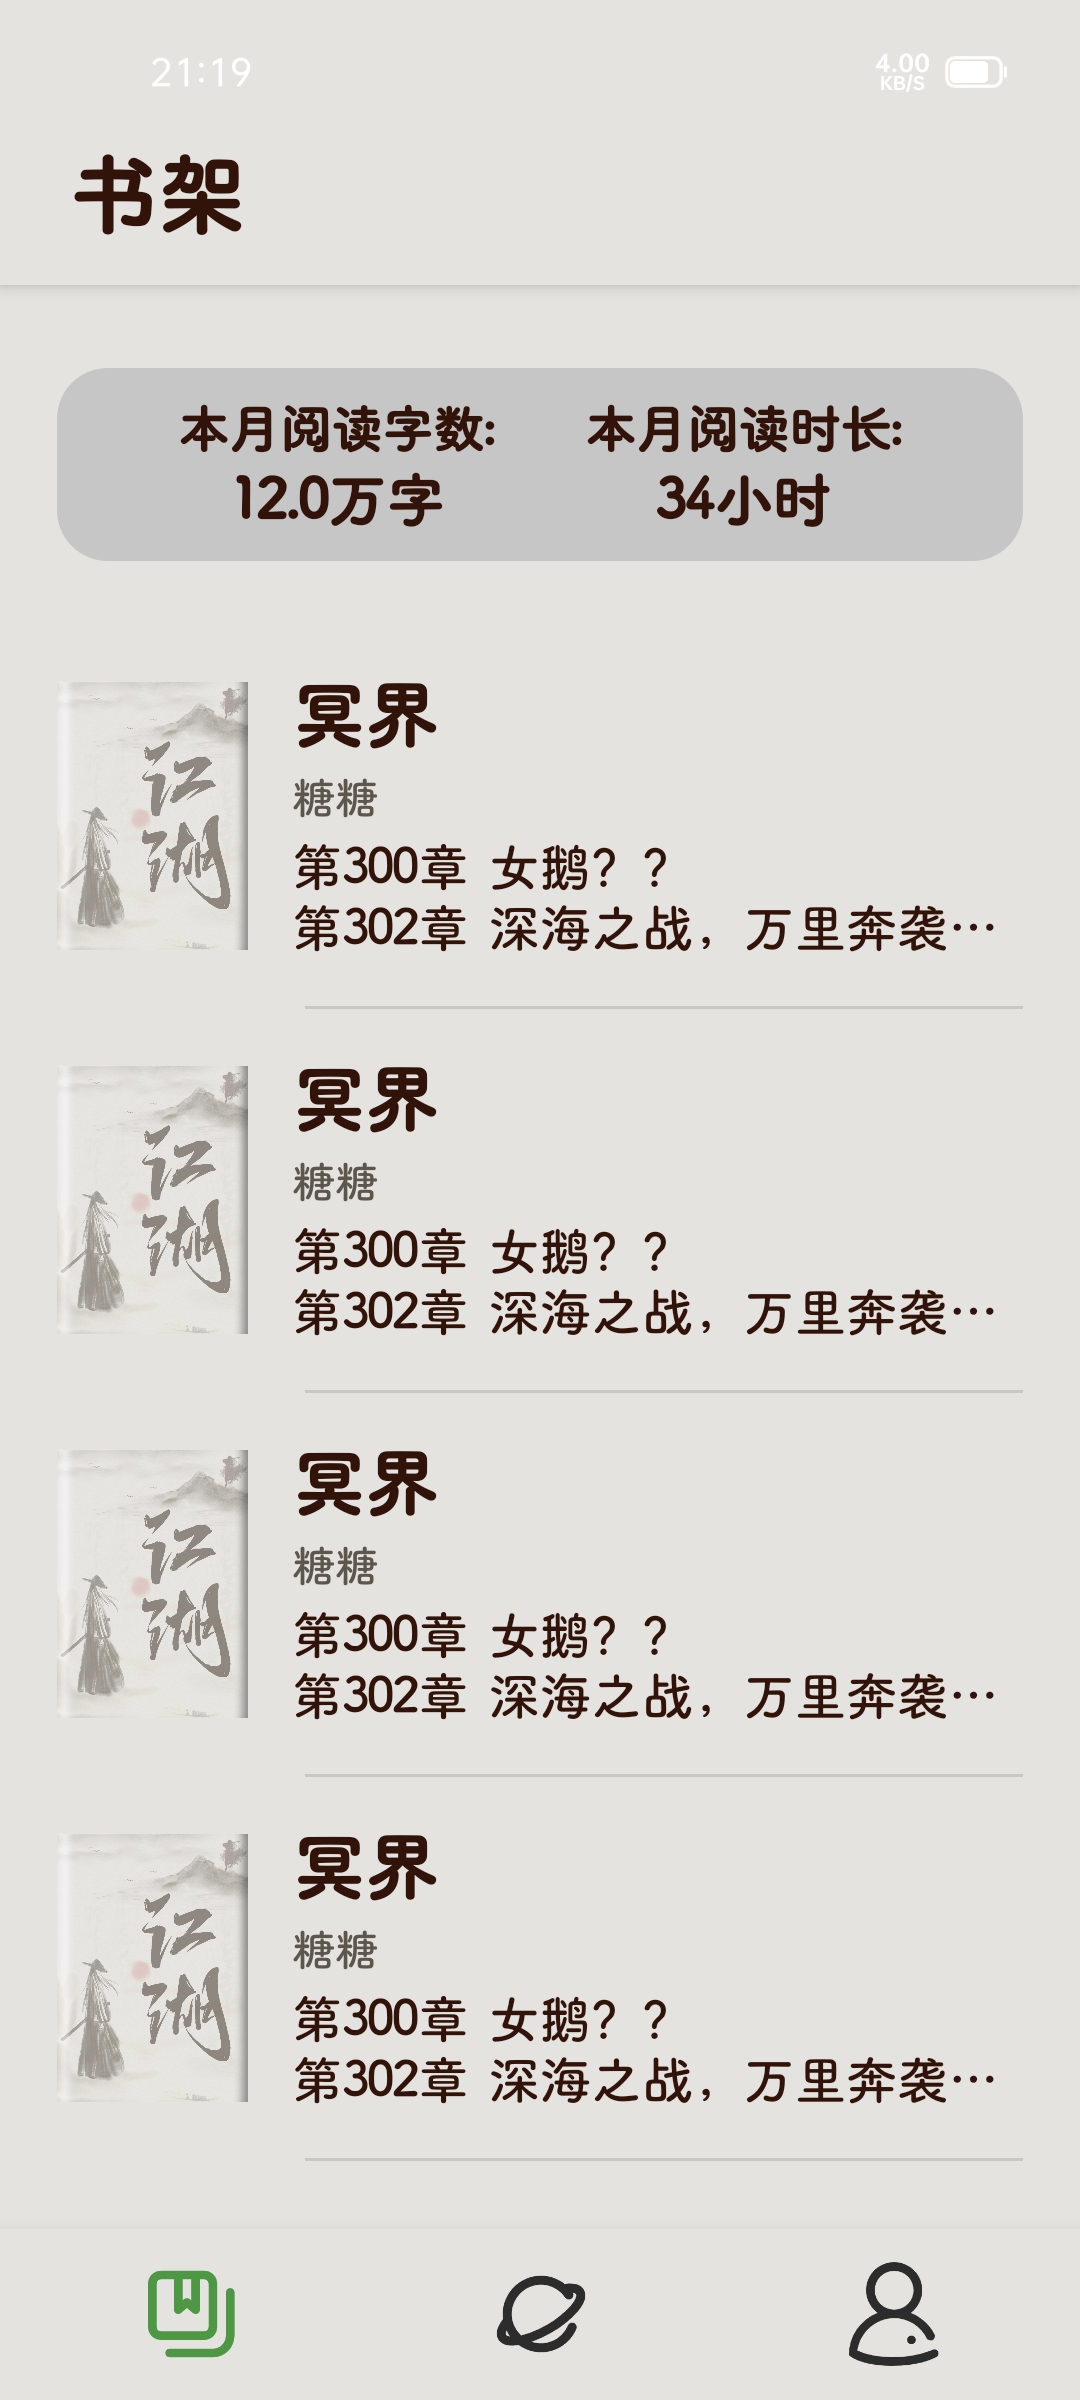 21:19
4.00
KB/S
书架
本月阅读字数: 本月阅读时长:
12.0万字 34小时
江湖
冥界
糖糖
第300章 女鹅？？
第302章 深海之战，万里奔袭…
江湖
冥界
糖糖
第300章 女鹅？？
第302章 深海之战，万里奔袭…
江湖
冥界
糖糖
第300章 女鹅？？
第302章 深海之战，万里奔袭…
江湖
冥界
糖糖
第300章 女鹅？？
第302章 深海之战，万里奔袭…